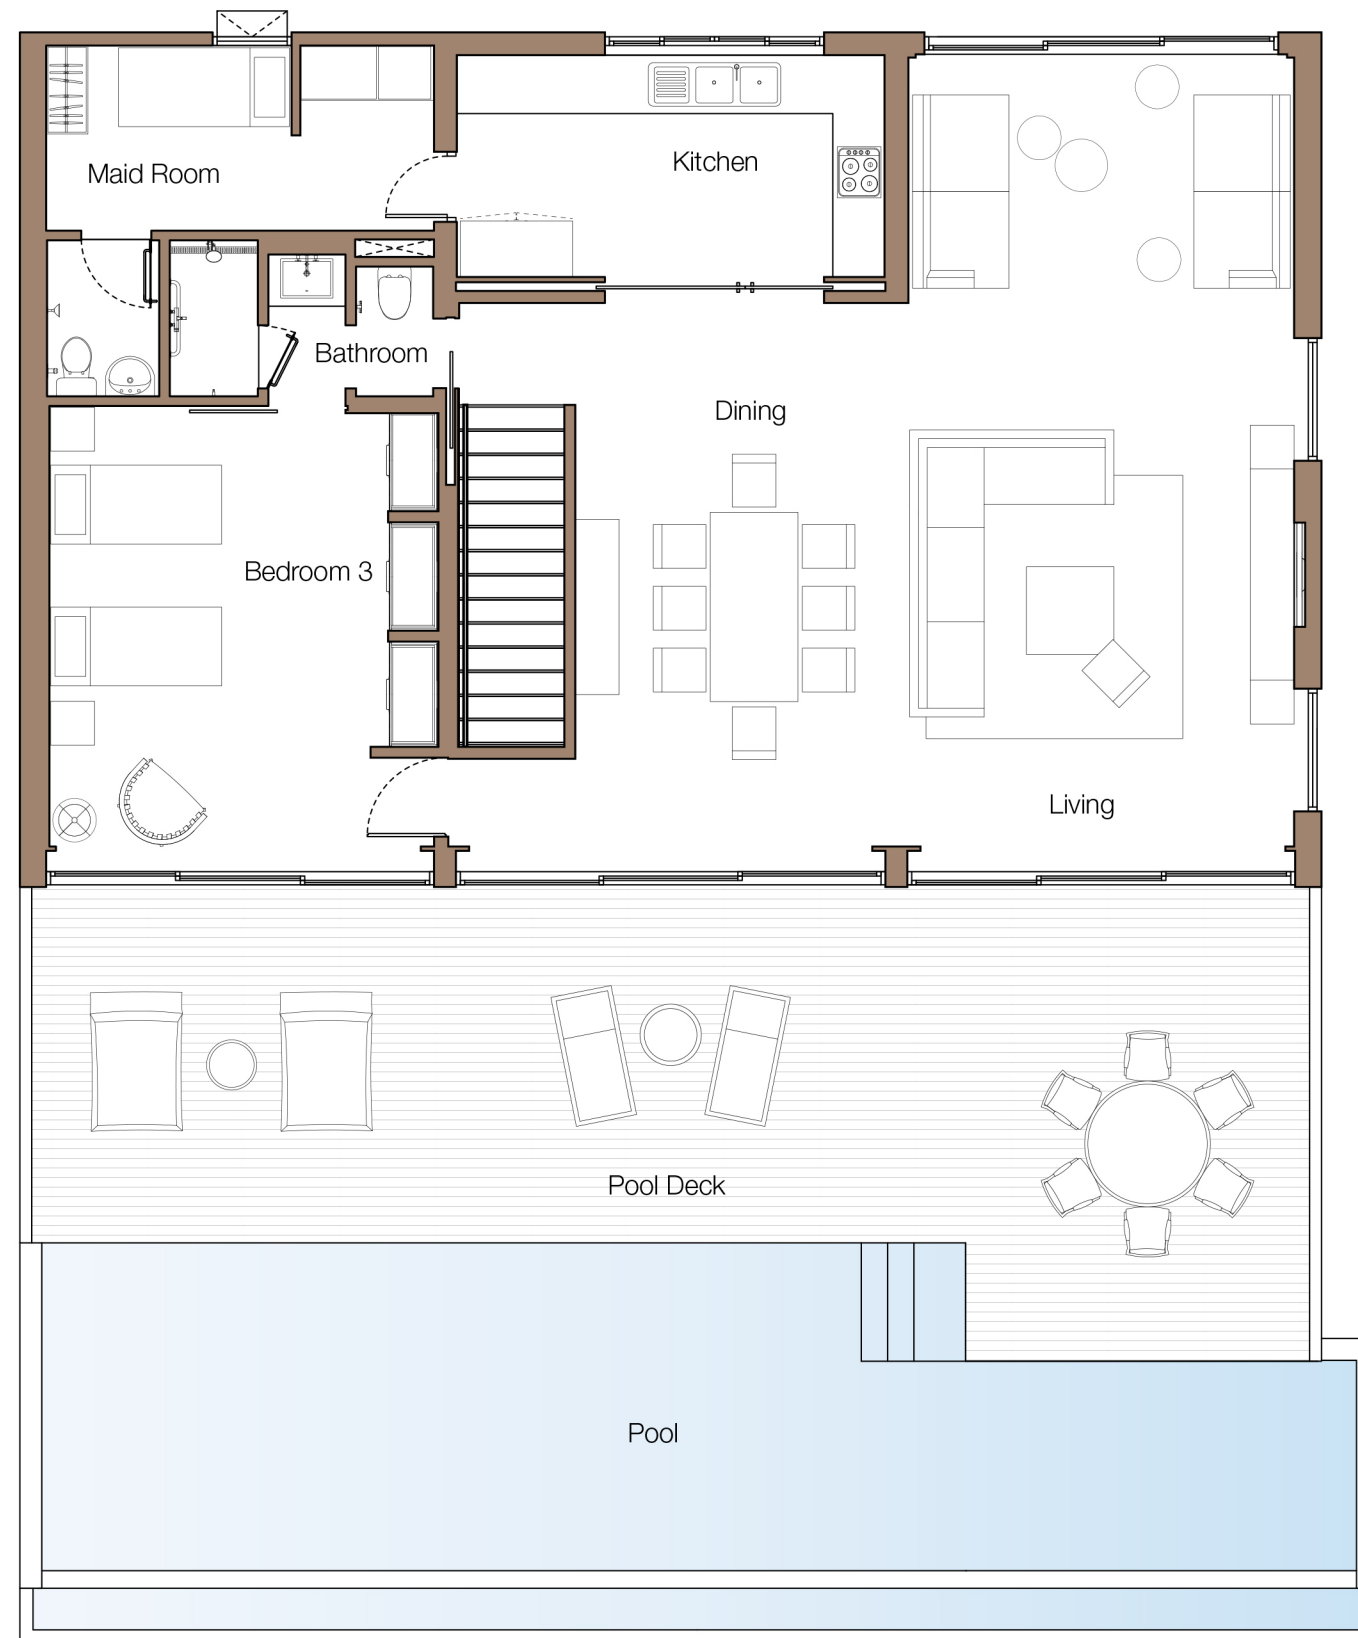 Maid Room
Kitchen
Bathroom
Dining
Bedroom 3
Living
Pool Deck
Pool